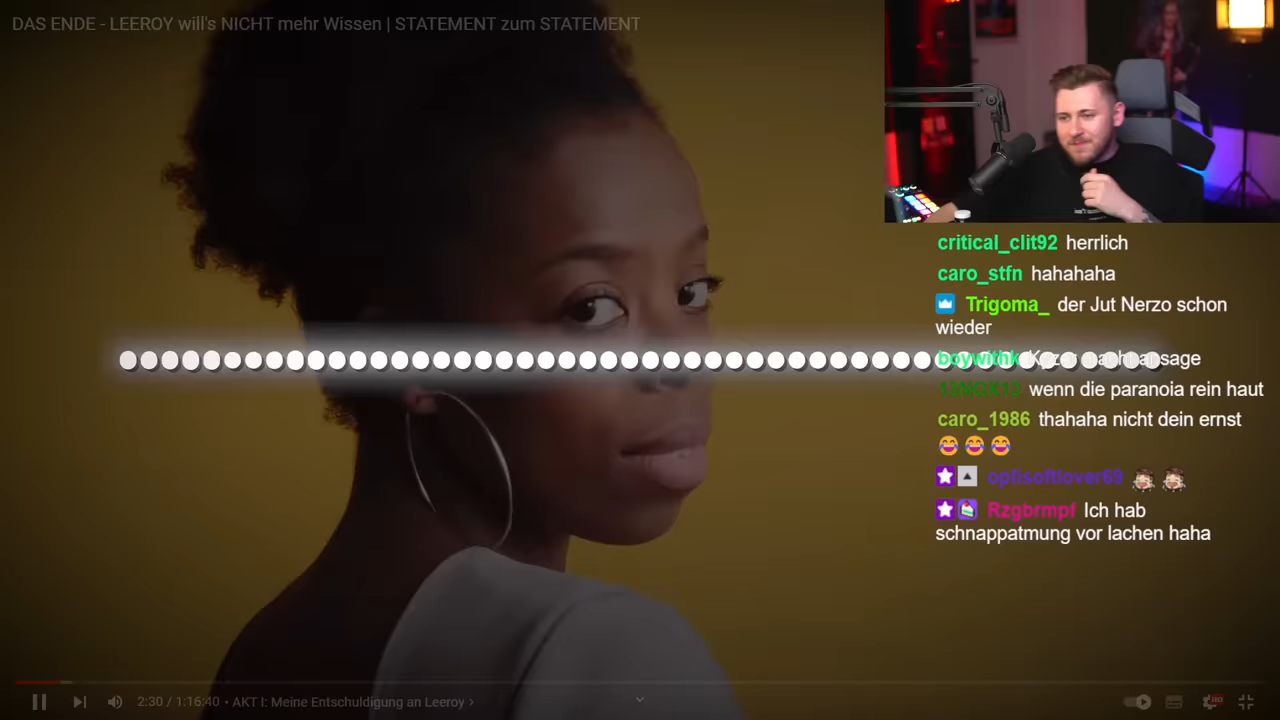 DAS ENDE - LEEROY will's NICHT mehr Wissen | STATEMENT zum STATEMENT
critical_clit92 herrlich
caro_stfn hahahaha
Trigoma_ der Jut Nerzo schon
wieder
13NOX13 wenn die paranoia rein haut
caro_1986 thahaha nicht dein ernst
opfisoftlover69
Rzgbrmpf Ich hab
schnappatmung vor lachen haha
2:30 / 1:16:40 • AKT I: Meine Entschuldigung an Leeroy ›